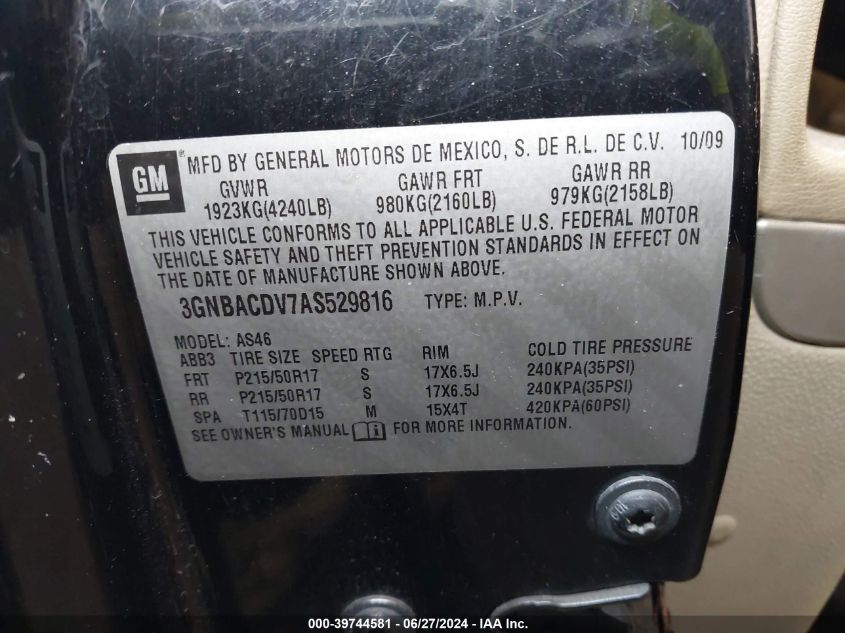 GM ® MFD BY GENERAL MOTORS DE MEXICO, S. DE R.L. DE C.V. 10/09
GVWR GAWR FRT GAWR RR
1923KG(4240LB) 980KG(2160LB) 979KG(2158LB)
THIS VEHICLE CONFORMS TO ALL APPLICABLE U.S. FEDERAL MOTOR
VEHICLE SAFETY AND THEFT PREVENTION STANDARDS IN EFFECT ON
THE DATE OF MANUFACTURE SHOWN ABOVE.
3GNBACDV7AS529816 TYPE: M.P.V.
MODEL: AS46
ABB3 TIRE SIZE SPEED RTG RIM COLD TIRE PRESSURE
FRT P215/50R17 S 17X6.5J 240KPA(35PSI)
RR P215/50R17 S 17X6.5J 240KPA(35PSI)
SPA T115/70D15 M 15X4T 420KPA(60PSI)
SEE OWNER'S MANUAL i FOR MORE INFORMATION.
000-39744581 - 06/27/2024 - IAA Inc.